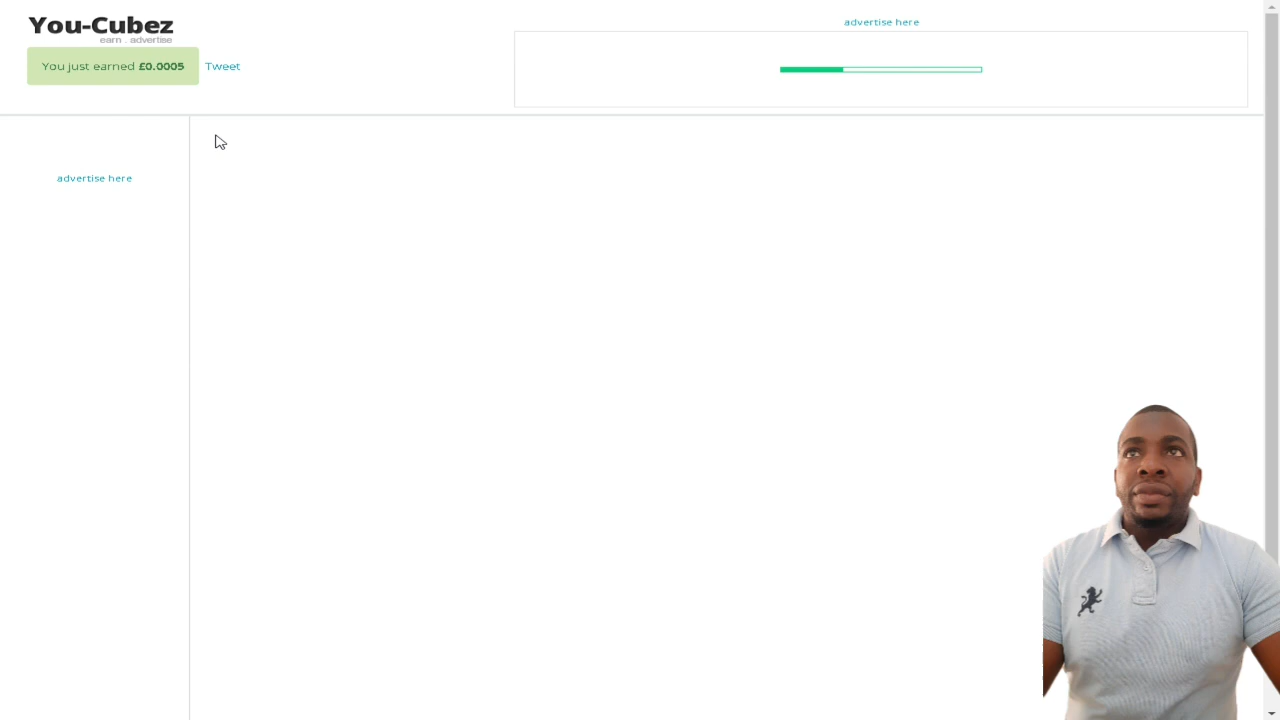 You-Cubez
earn . advertise
You just earned £0.0005
Tweet
advertise here
advertise here